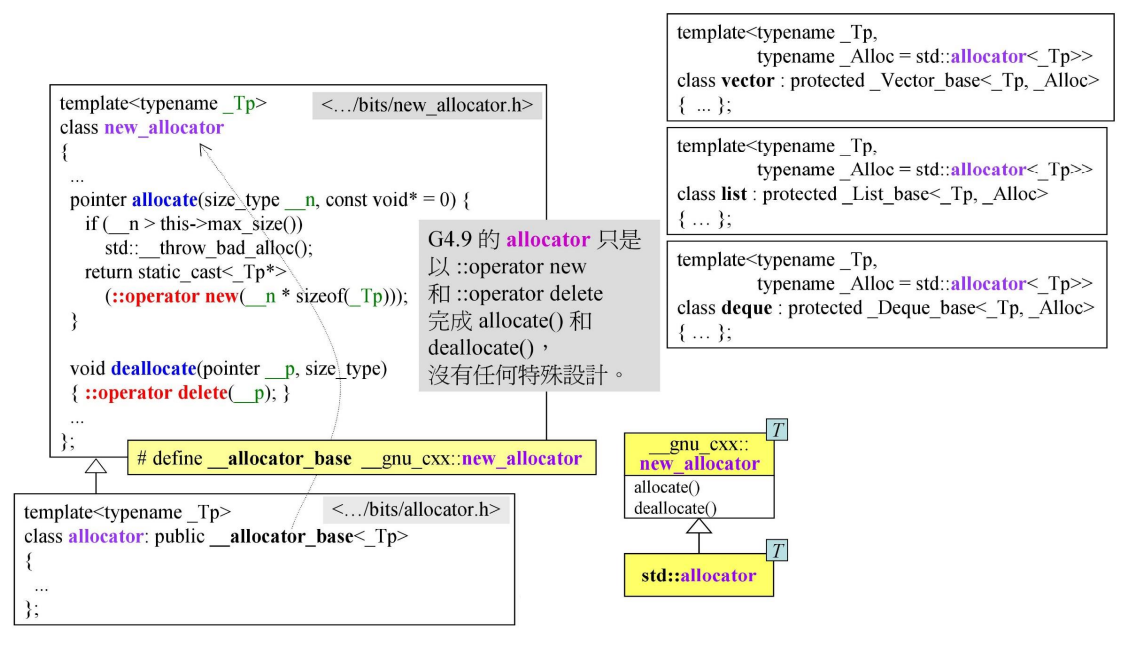 template<typename _Tp>
<…/bits/new_allocator.h>
class new_allocator
{
...
pointer allocate(size_type __n, const void* = 0) {
if (__n > this->max_size())
std::__throw_bad_alloc();
return static_cast<_Tp*>
(::operator new(__n * sizeof(_Tp)));
}
void deallocate(pointer __p, size_type)
{ ::operator delete(__p); }
...
};
# define __allocator_base __gnu_cxx::new_allocator
template<typename _Tp>
<…/bits/allocator.h>
class allocator: public __allocator_base<_Tp>
{
...
};
G4.9 的 allocator 只是
以 ::operator new
和 ::operator delete
完成 allocate() 和
deallocate()，
沒有任何特殊設計。
template<typename _Tp,
typename _Alloc = std::allocator<_Tp>>
class vector : protected _Vector_base<_Tp, _Alloc>
{ ... };
template<typename _Tp,
typename _Alloc = std::allocator<_Tp>>
class list : protected _List_base<_Tp, _Alloc>
{ … };
template<typename _Tp,
typename _Alloc = std::allocator<_Tp>>
class deque : protected _Deque_base<_Tp, _Alloc>
{ … };
T
__gnu_cxx::
new_allocator
allocate()
deallocate()
T
std::allocator